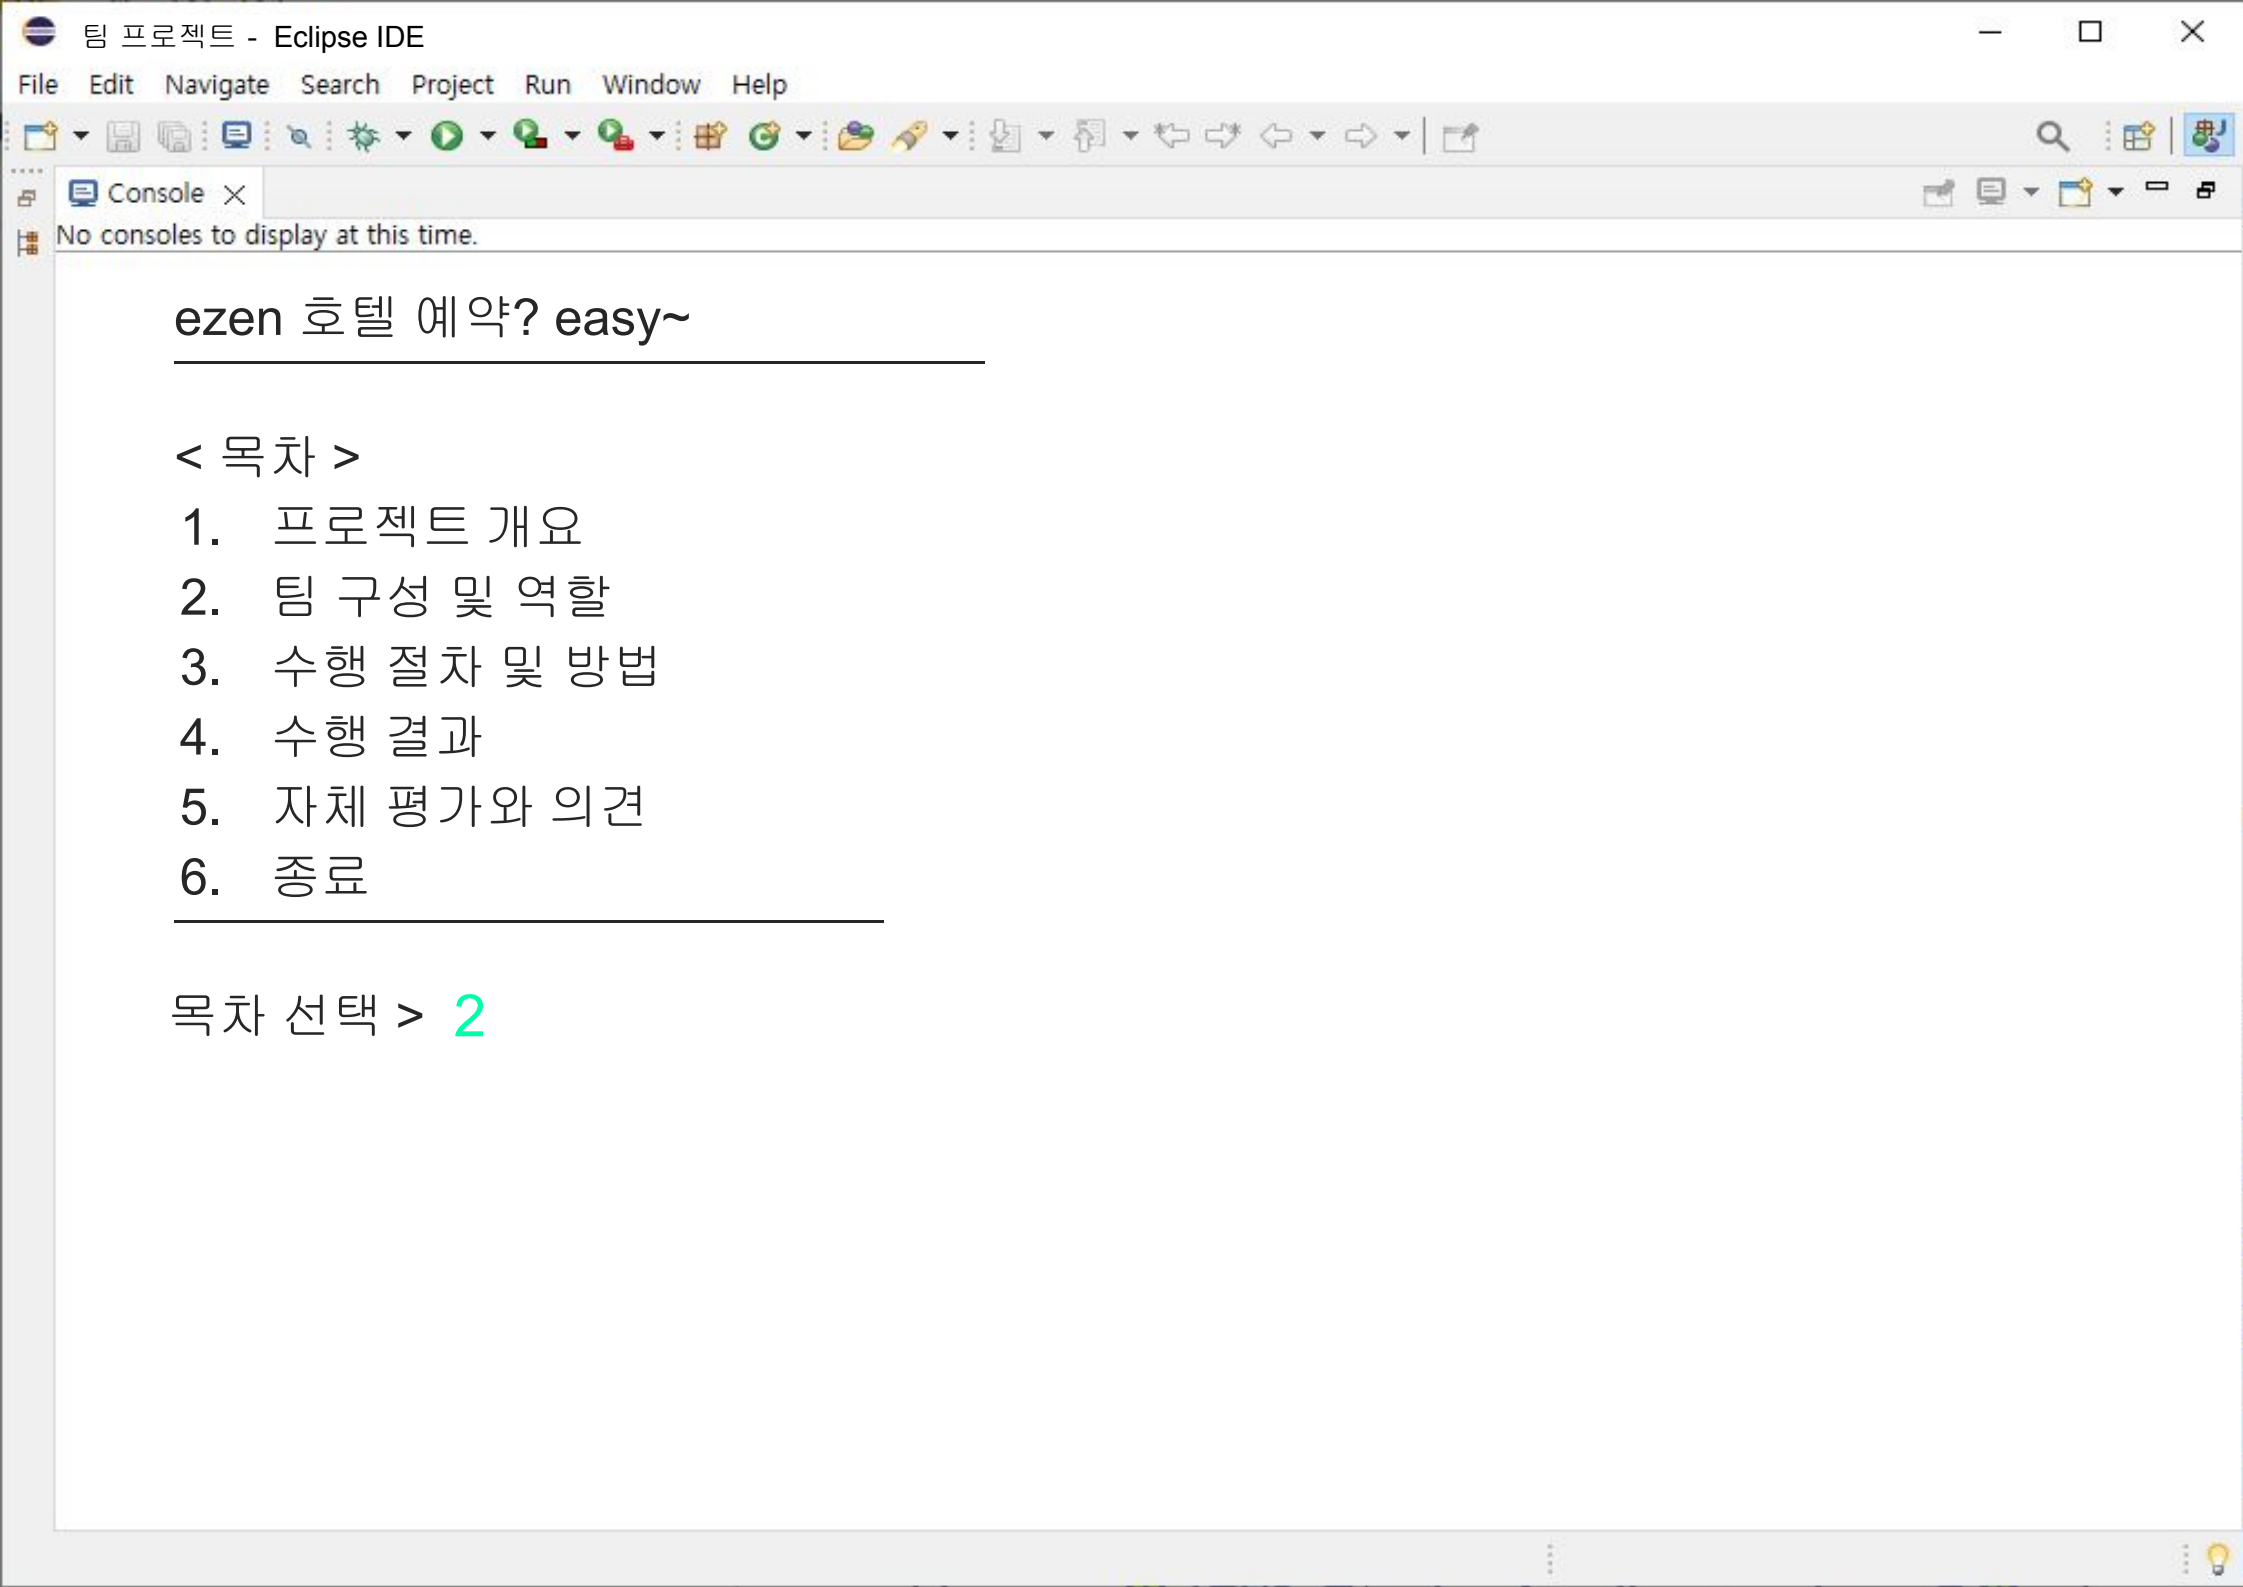 팀 프로젝트 - Eclipse IDE
File Edit Navigate Search Project Run Window Help
Console
No consoles to display at this time.
ezen 호텔 예약? easy~
< 목차 >
1. 프로젝트 개요
2. 팀 구성 및 역할
3. 수행 절차 및 방법
4. 수행 결과
5. 자체 평가와 의견
6. 종료
목차 선택 > 2